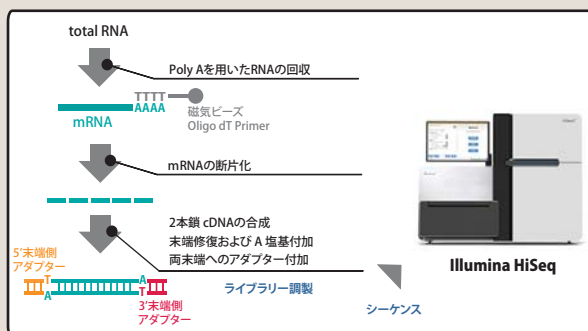 total RNA
Poly Aを用いたRNAの回収
TTTT
AAAA
mRNA
磁気ビーズ
Oligo dT Primer
mRNAの断片化
2本鎖 cDNAの合成
末端修復および A 塩基付加
両末端へのアダプター付加
5'末端側
アダプター
T
A
A
T
3'末端側
アダプター
ライブラリー調製
シーケンス
Illumina HiSeq